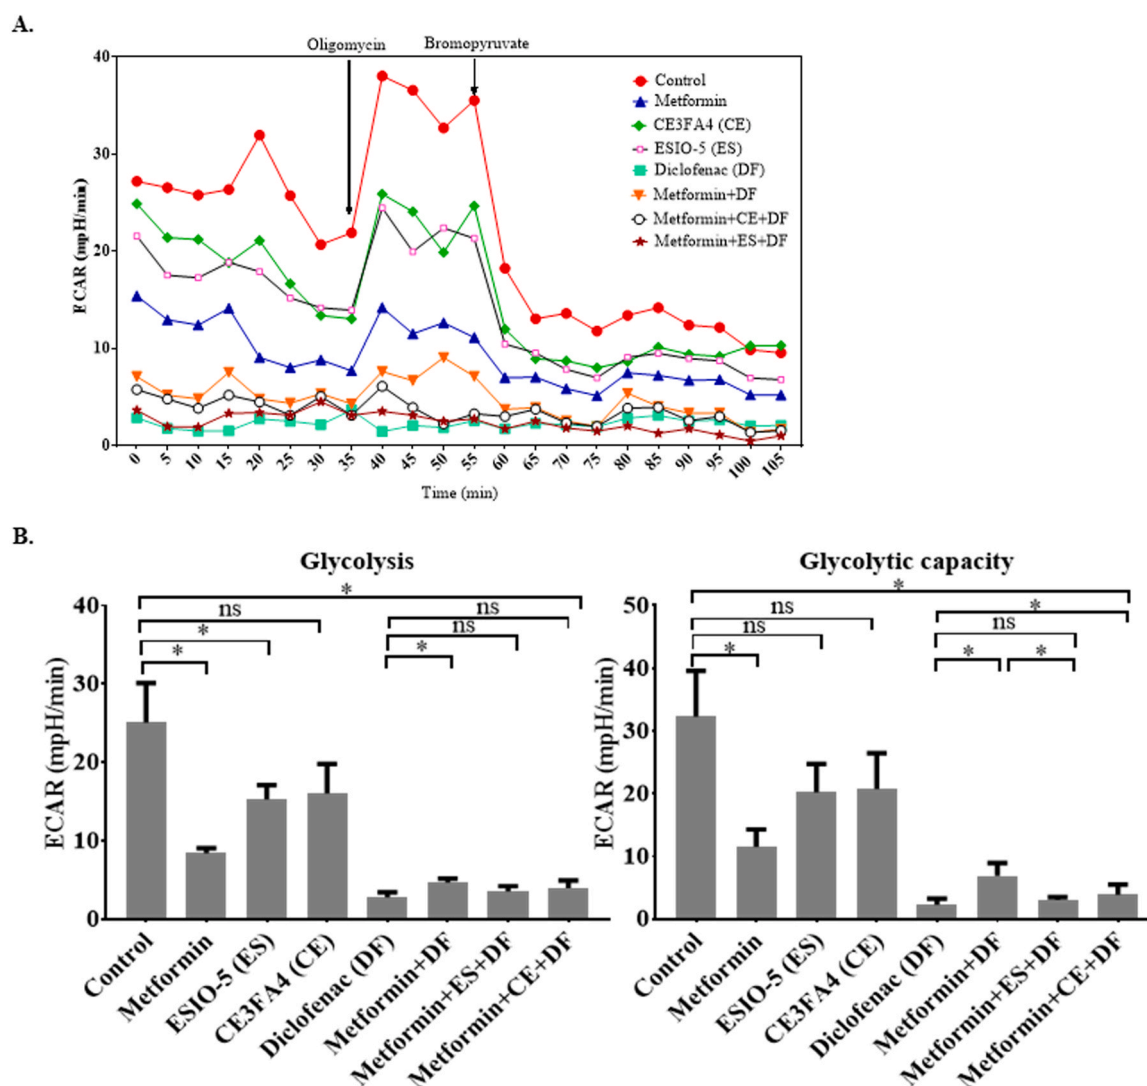 A.
Oligomycin
Bromopyruvate
40
30
20
10
0
ECAR (mpH/min)
Control
Metformin
CE3FA4 (CE)
ESIO-5 (ES)
Diclofenac (DF)
Metformin+DF
Metformin+CE+DF
Metformin+ES+DF
0 5 10 15 20 25 30 35 40 45 50 55 60 65 70 75 80 85 90 95 100 105
Time (min)
B.
Glycolysis
*
ns
ns
*
ns
*
*
40
30
20
10
0
ECAR (mpH/min)
Control
Metformin
ESIO-5 (ES)
CE3FA4 (CE)
Diclofenac (DF)
Metformin+DF
Metformin+ES+DF
Metformin+CE+DF
Glycolytic capacity
*
ns
*
ns
ns
*
*
*
50
40
30
20
10
0
ECAR (mpH/min)
Control
Metformin
ESIO-5 (ES)
CE3FA4 (CE)
Diclofenac (DF)
Metformin+DF
Metformin+ES+DF
Metformin+CE+DF